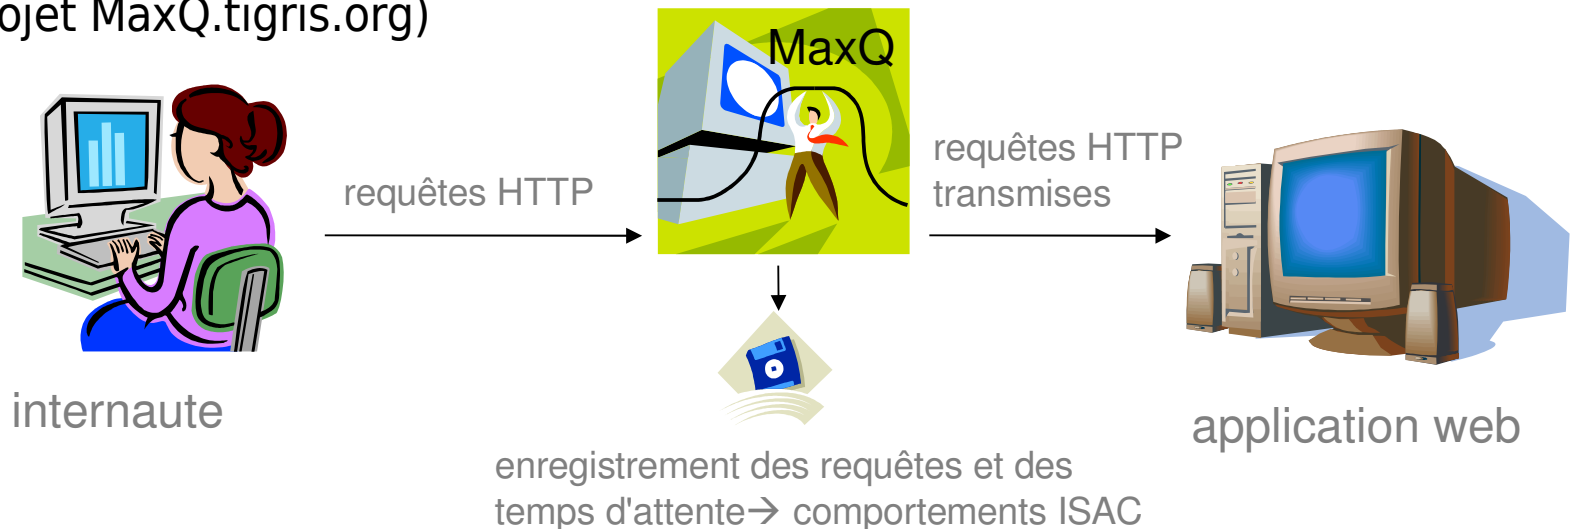 ojet MaxQ.tigris.org)
MaxQ
requêtes HTTP
requêtes HTTP
transmises
internaute
application web
enregistrement des requêtes et des
temps d'attente→ comportements ISAC